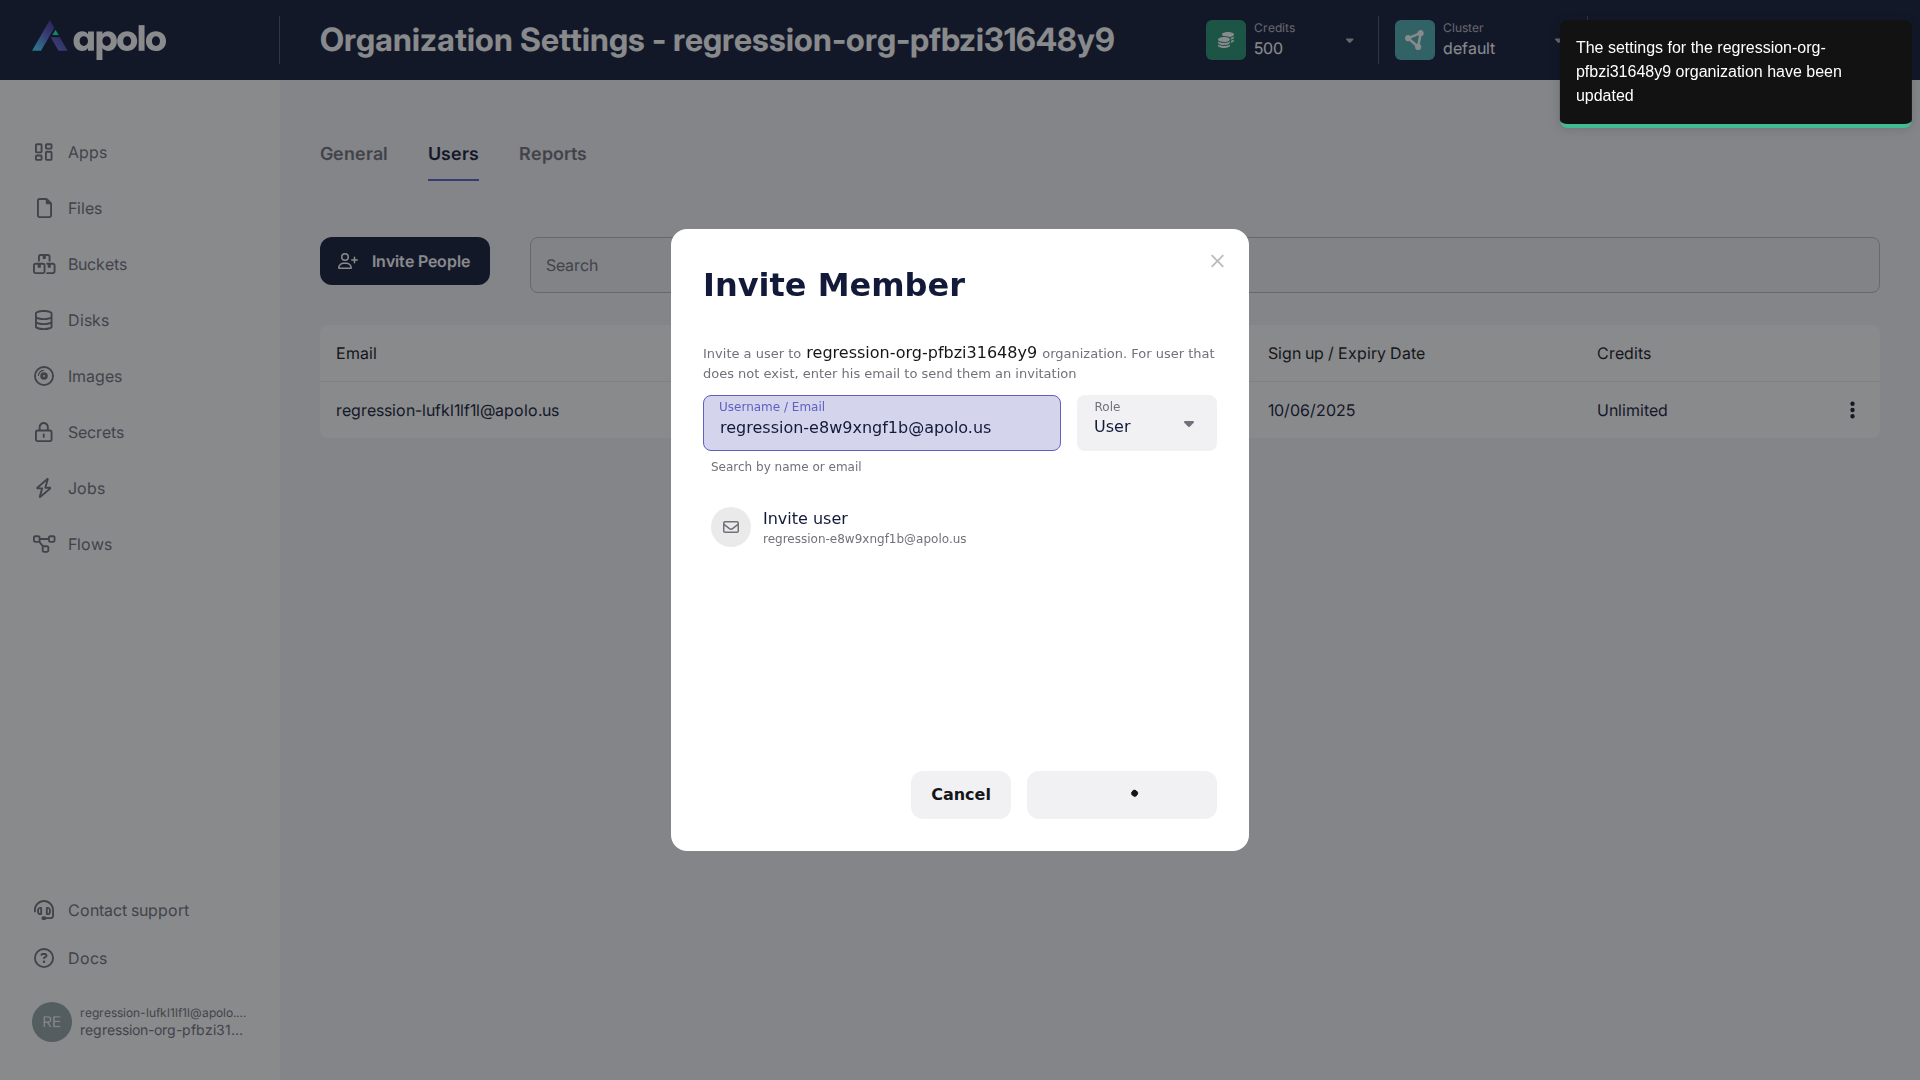 apolo
Organization Settings - regression-org-pfbzi31648y9
Credits
500
Cluster
default
The settings for the regression-org-
pfbzi31648y9 organization have been
updated
Apps
Files
Buckets
Disks
Images
Secrets
Jobs
Flows
Contact support
Docs
RE
regression-lufkl1lf1l@apolo....
regression-org-pfbzi31...
General
Users
Reports
Invite People
Search
Email
Sign up / Expiry Date
Credits
regression-lufkl1lf1l@apolo.us
10/06/2025
Unlimited
Invite Member
Invite a user to regression-org-pfbzi31648y9 organization. For user that
does not exist, enter his email to send them an invitation
Username / Email
regression-e8w9xngf1b@apolo.us
Role
User
Search by name or email
Invite user
regression-e8w9xngf1b@apolo.us
Cancel